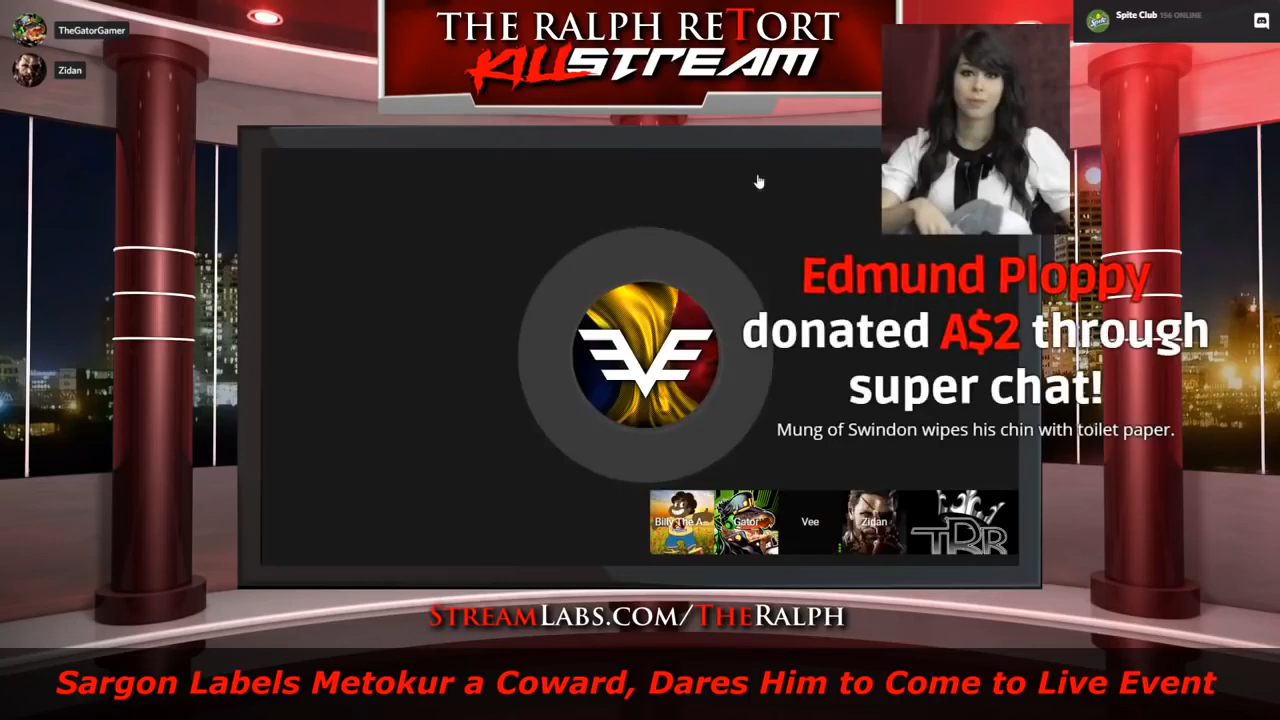 TheGatorGamer
Zidan
THE RALPH RETORT
KILLSTREAM
Spite Club 156 ONLINE
Edmund Ploppy
donated A$2 through
super chat!
Mung of Swindon wipes his chin with toilet paper.
Billy The A...
Gator
Vee
Zidan
TRR
STREAMLABS.COM/THERALPH
Sargon Labels Metokur a Coward, Dares Him to Come to Live Event